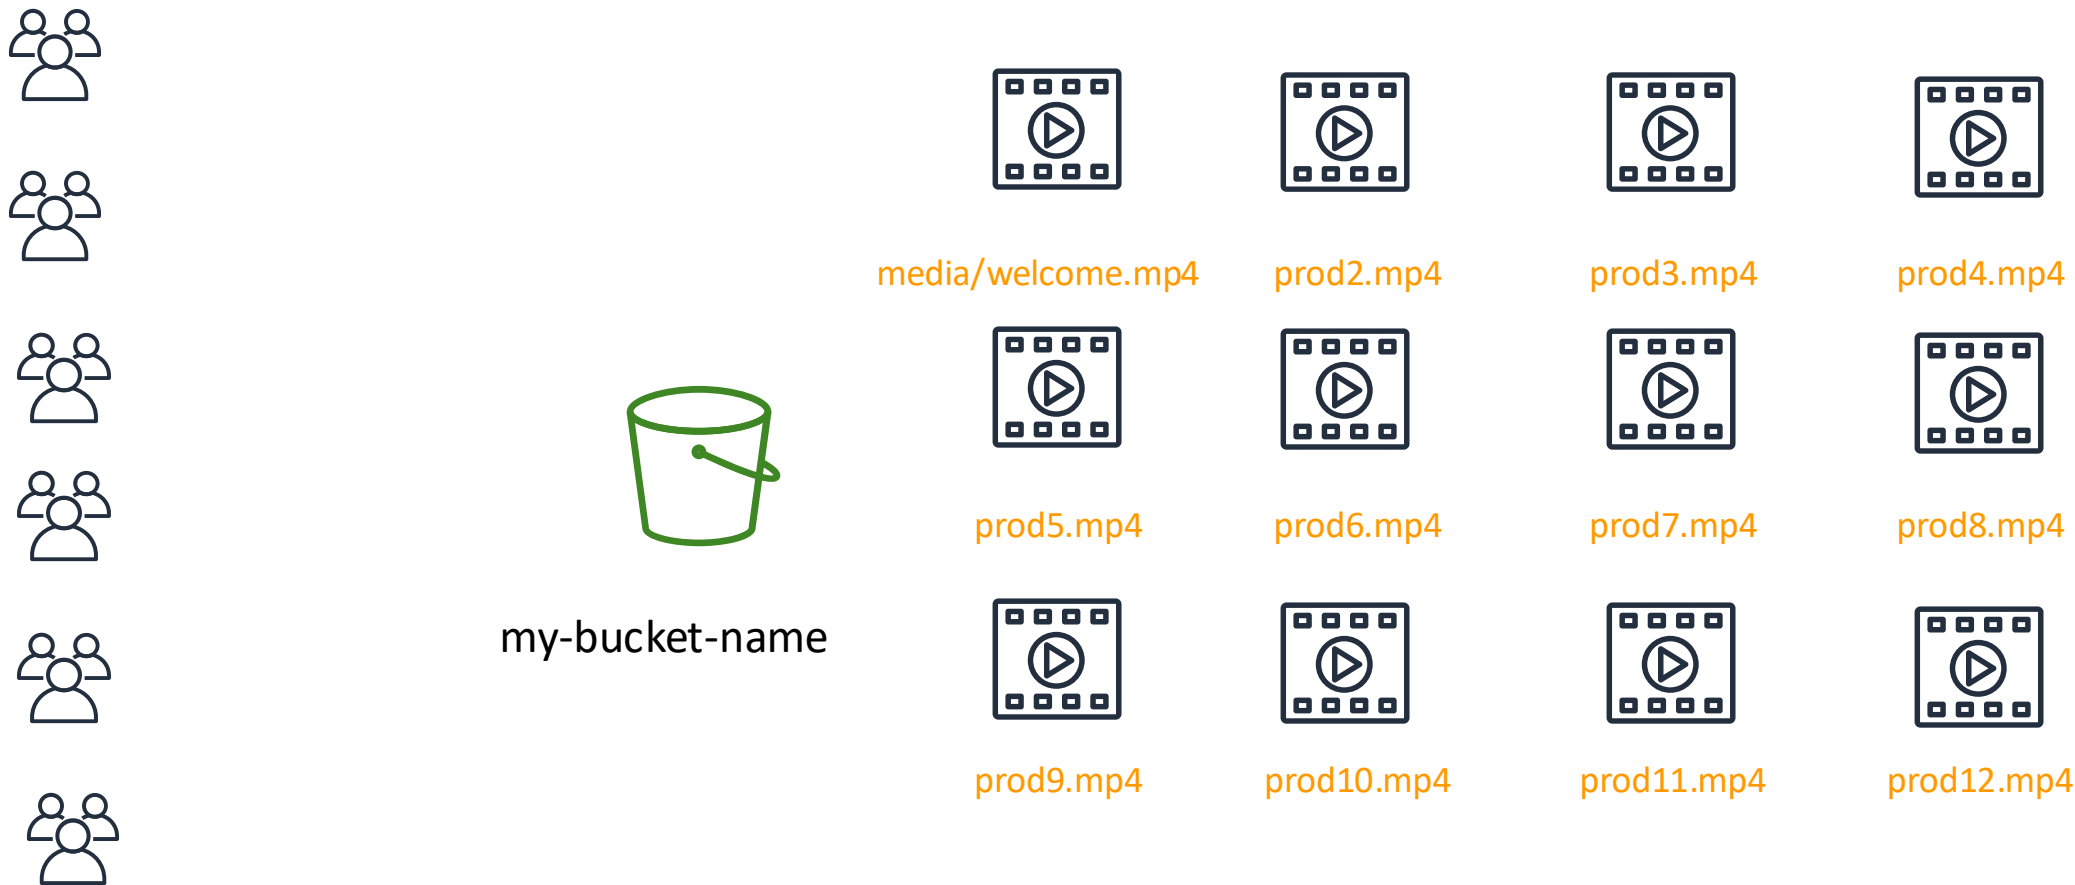 media/welcome.mp4 prod2.mp4 prod3.mp4 prod4.mp4
prod5.mp4 prod6.mp4 prod7.mp4 prod8.mp4
my-bucket-name
prod9.mp4 prod10.mp4 prod11.mp4 prod12.mp4